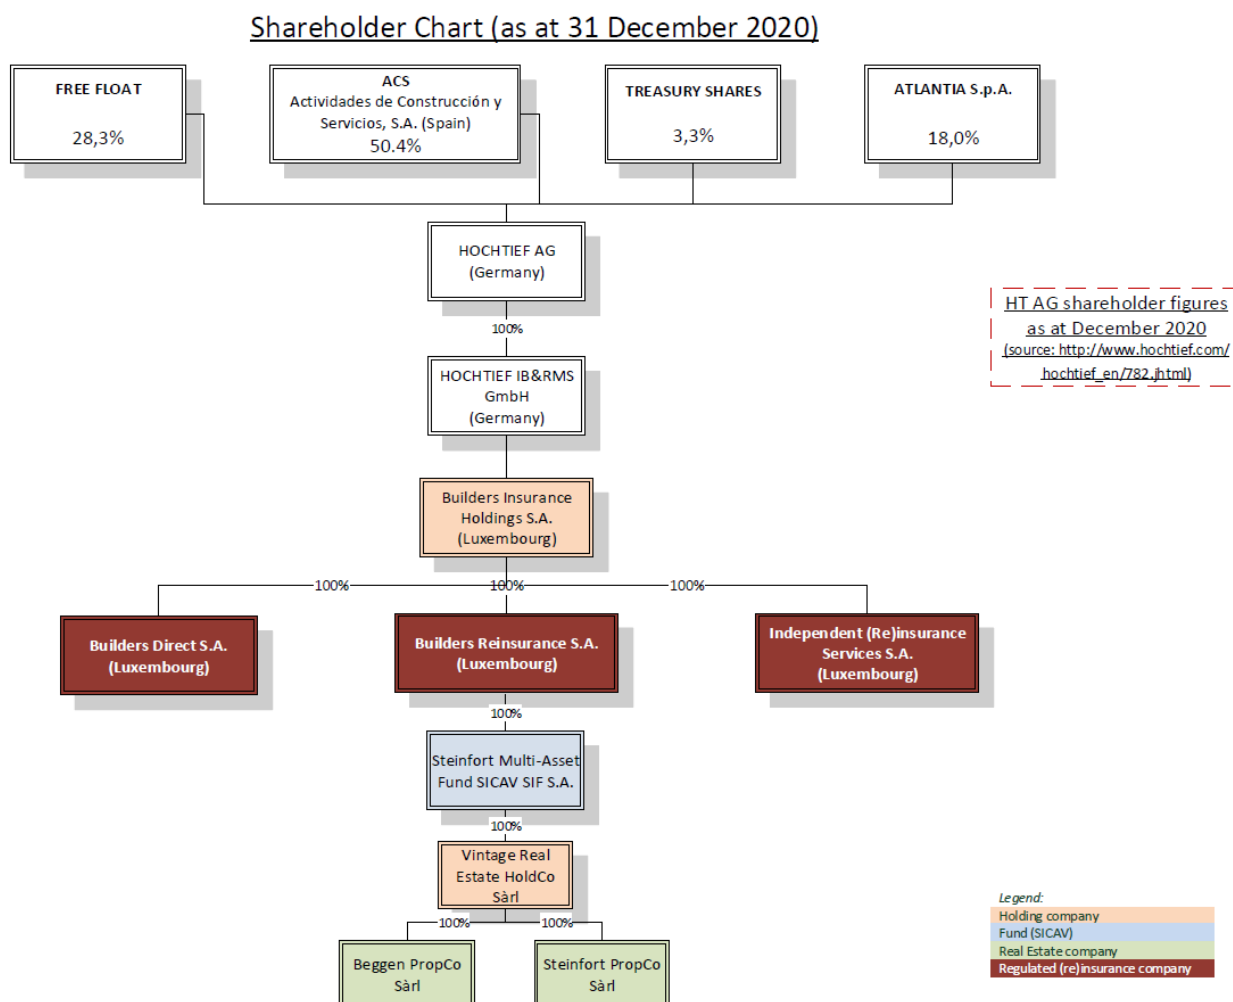 Shareholder Chart (as at 31 December 2020)
FREE FLOAT
28,3%
ACS
Actividades de Construcción y
Servicios, S.A. (Spain)
50.4%
TREASURY SHARES
3,3%
ATLANTIA S.p.A.
18,0%
HOCHTIEF AG
(Germany)
HT AG shareholder figures
as at December 2020
(source: http://www.hochtief.com/
hochtief_en/782.jhtml)
100%
HOCHTIEF IB&RMS
GmbH
(Germany)
Builders Insurance
Holdings S.A.
(Luxembourg)
100%
100%
100%
Builders Direct S.A.
(Luxembourg)
Builders Reinsurance S.A.
(Luxembourg)
Independent (Re)insurance
Services S.A.
(Luxembourg)
100%
Steinfort Multi-Asset
Fund SICAV SIF S.A.
100%
Vintage Real
Estate HoldCo
Sàrl
100%
100%
Beggen PropCo
Sàrl
Steinfort PropCo
Sàrl
Legend:
Holding company
Fund (SICAV)
Real Estate company
Regulated (re)insurance company